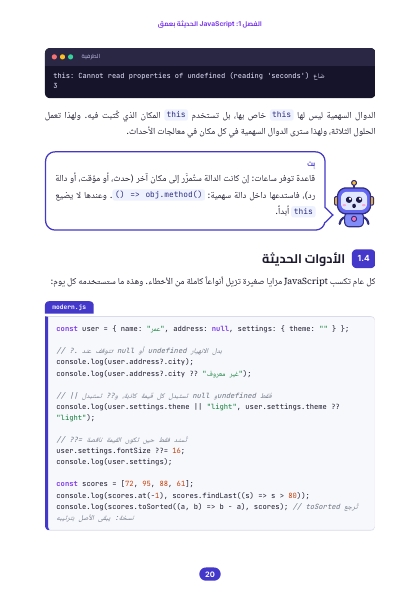 الفصل 1: JavaScript الحديثة بعمق
الطرفية
this: Cannot read properties of undefined (reading 'seconds') ضاع
3
الدوال السهمية ليس لها this خاص بها، بل تستخدم this المكان الذي كُتبت فيه. ولهذا تعمل
الحلول الثلاثة، ولهذا سترى الدوال السهمية في كل مكان في معالجات الأحداث.
بِت
قاعدة توفر ساعات: إن كانت الدالة ستُمرَّر إلى مكان آخر (حدث، أو مؤقت، أو دالة
رد)، فاستدعها داخل دالة سهمية: () => obj.method(). وعندها لا يضيع
this أبداً.
1.4 الأدوات الحديثة
كل عام تكسب JavaScript مزايا صغيرة تزيل أنواعاً كاملة من الأخطاء. وهذه ما ستستخدمه كل يوم:
modern.js
const user = { name: "عمر", address: null, settings: { theme: "" } };
// ?. تتوقف عند null أو undefined بدل الانهيار
console.log(user.address?.city);
console.log(user.address?.city ?? "غير معروف");
// || تستبدل كل قيمة كاذبة، و?? تستبدل null وundefined فقط
console.log(user.settings.theme || "light", user.settings.theme ??
"light");
// ??= تُسند فقط حين تكون القيمة ناقصة
user.settings.fontSize ??= 16;
console.log(user.settings);
const scores = [72, 95, 88, 61];
console.log(scores.at(-1), scores.findLast((s) => s > 80));
console.log(scores.toSorted((a, b) => b - a), scores); // toSorted تُرجع
نسخة: يبقى الأصل بترتيبه
20